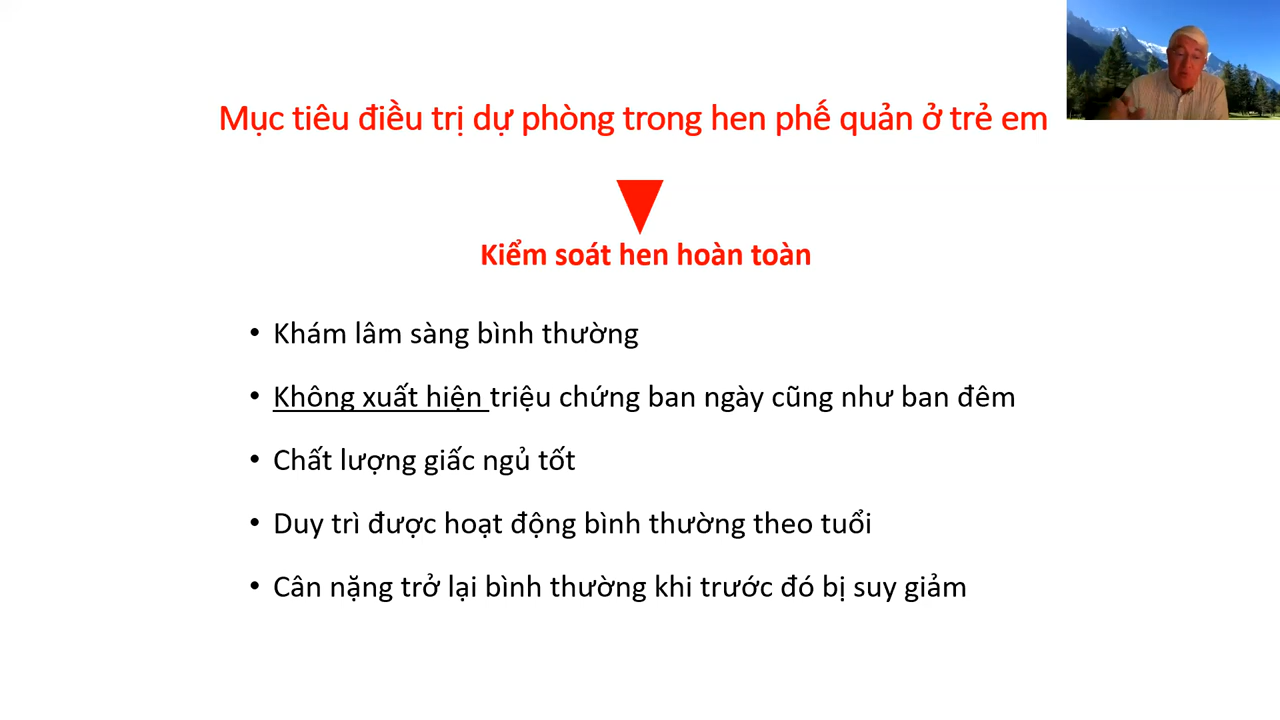 Mục tiêu điều trị dự phòng trong hen phế quản ở trẻ em
Kiểm soát hen hoàn toàn
• Khám lâm sàng bình thường
• Không xuất hiện triệu chứng ban ngày cũng như ban đêm
• Chất lượng giấc ngủ tốt
• Duy trì được hoạt động bình thường theo tuổi
• Cân nặng trở lại bình thường khi trước đó bị suy giảm